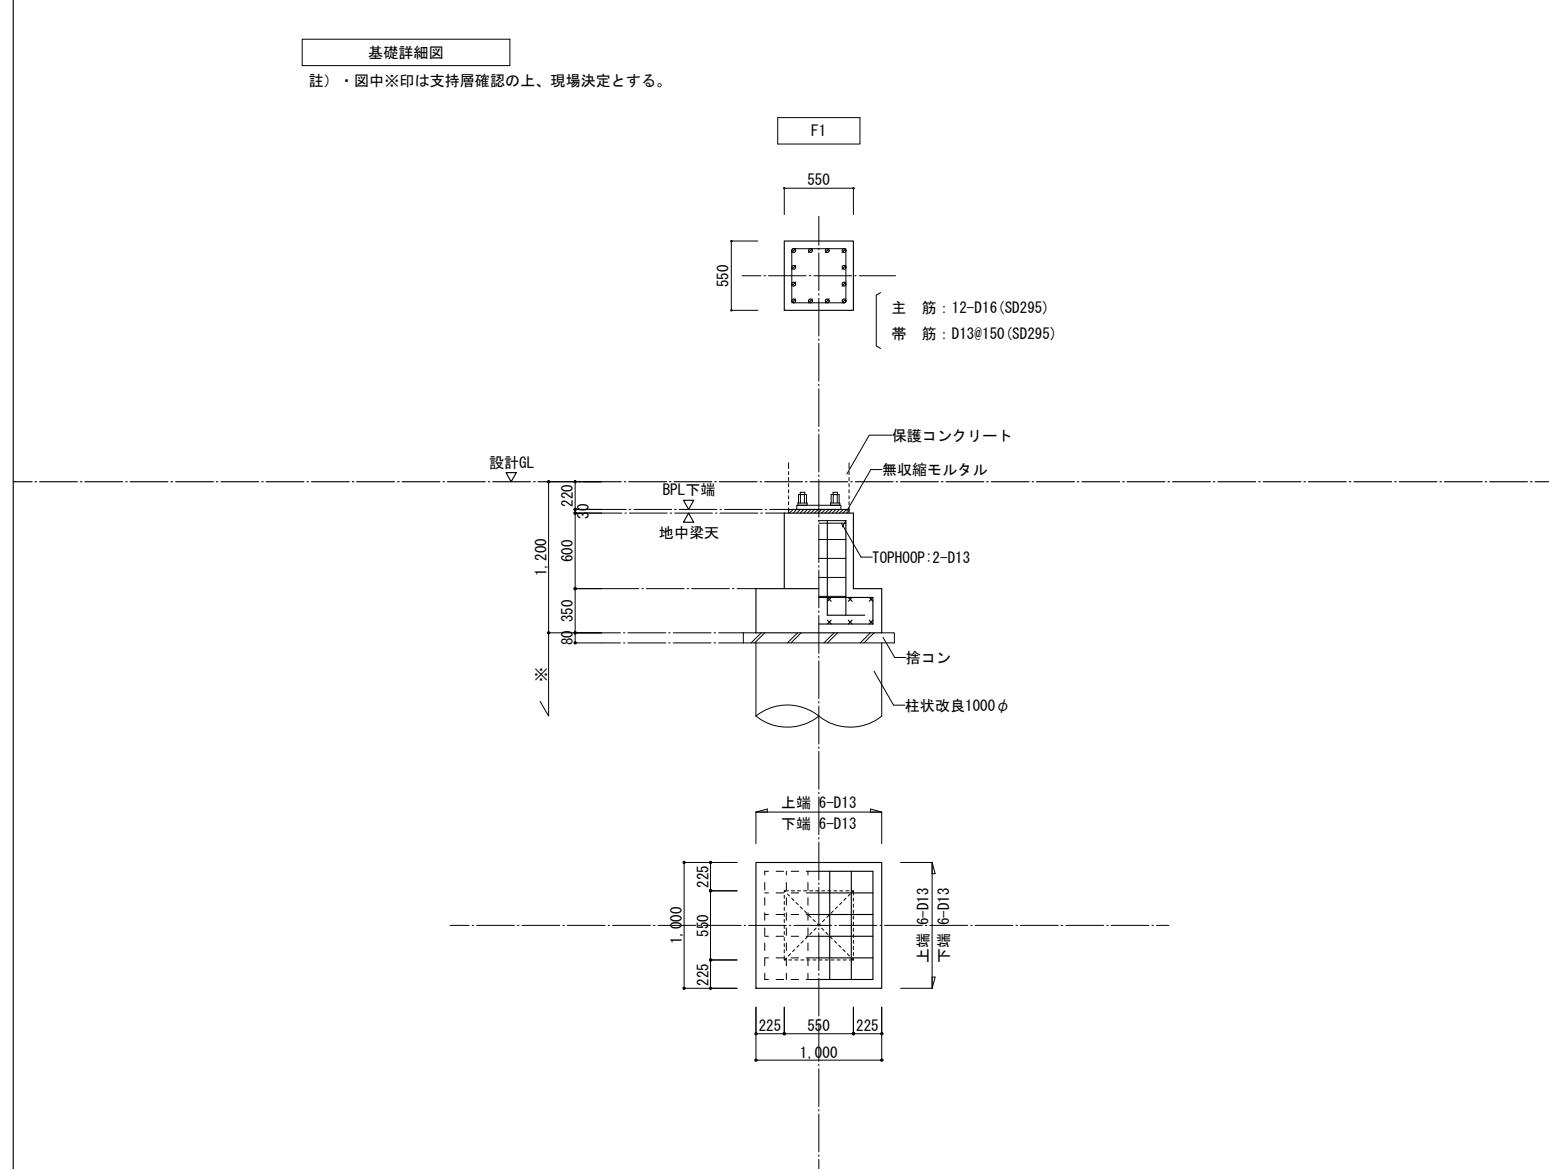 基礎詳細図
註）・図中※印は支持層確認の上、現場決定とする。
F1
550
550
主　筋：12-D16(SD295)
帯　筋：D13@150(SD295)
保護コンクリート
設計GL
無収縮モルタル
BPL下端
220
30
地中梁天
1,200
600
TOPHOOP:2-D13
350
80
捨コン
※
柱状改良1000φ
上端 6-D13
下端 6-D13
225
550
225
1,000
上端 6-D13
下端 6-D13
225
550
225
1,000